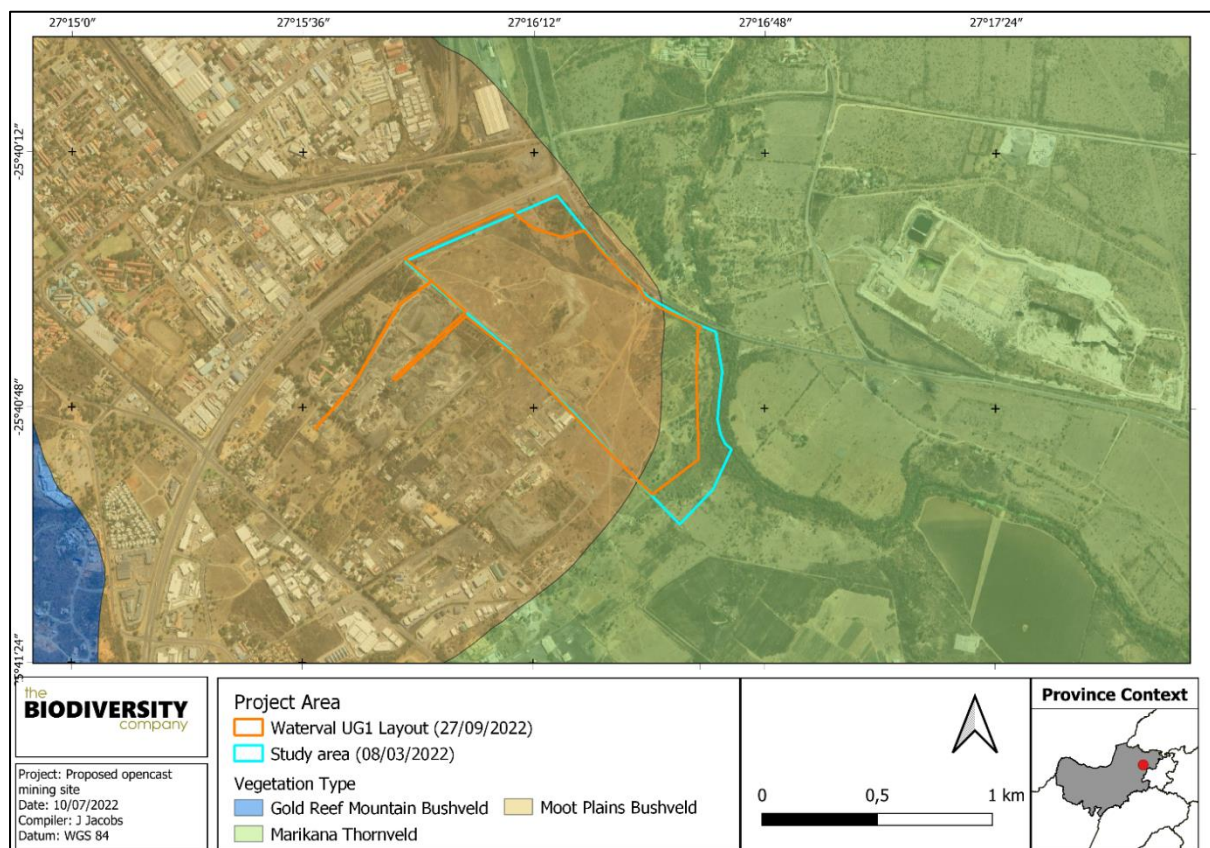 27°15′0″ 27°15′36″ 27°16′12″ 27°16′48″ 27°17′24″
-25°40′12″
-25°40′48″
5°41′24″
the
BIODIVERSITY
company
Project: Proposed opencast
mining site
Date: 10/07/2022
Compiler: J Jacobs
Datum: WGS 84
Project Area
Waterval UG1 Layout (27/09/2022)
Study area (08/03/2022)
Vegetation Type
Gold Reef Mountain Bushveld Moot Plains Bushveld
Marikana Thornveld
0 0,5 1 km
Province Context